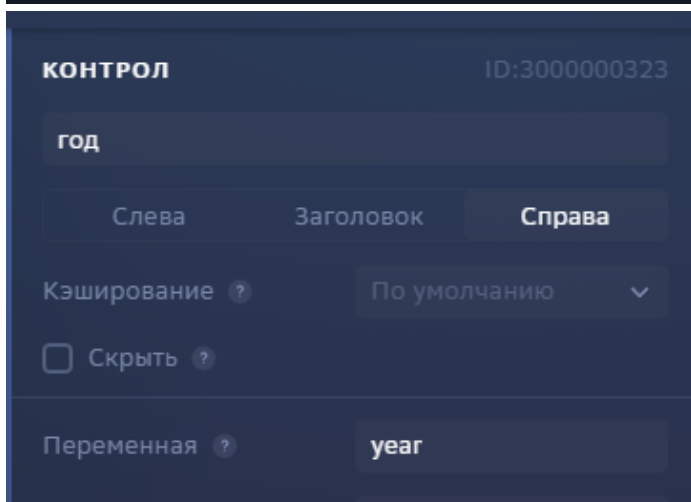 КОНТРОЛ ID:3000000323
год
Слева Заголовок Справа
Кэширование ? По умолчанию
Скрыть ?
Переменная ? year